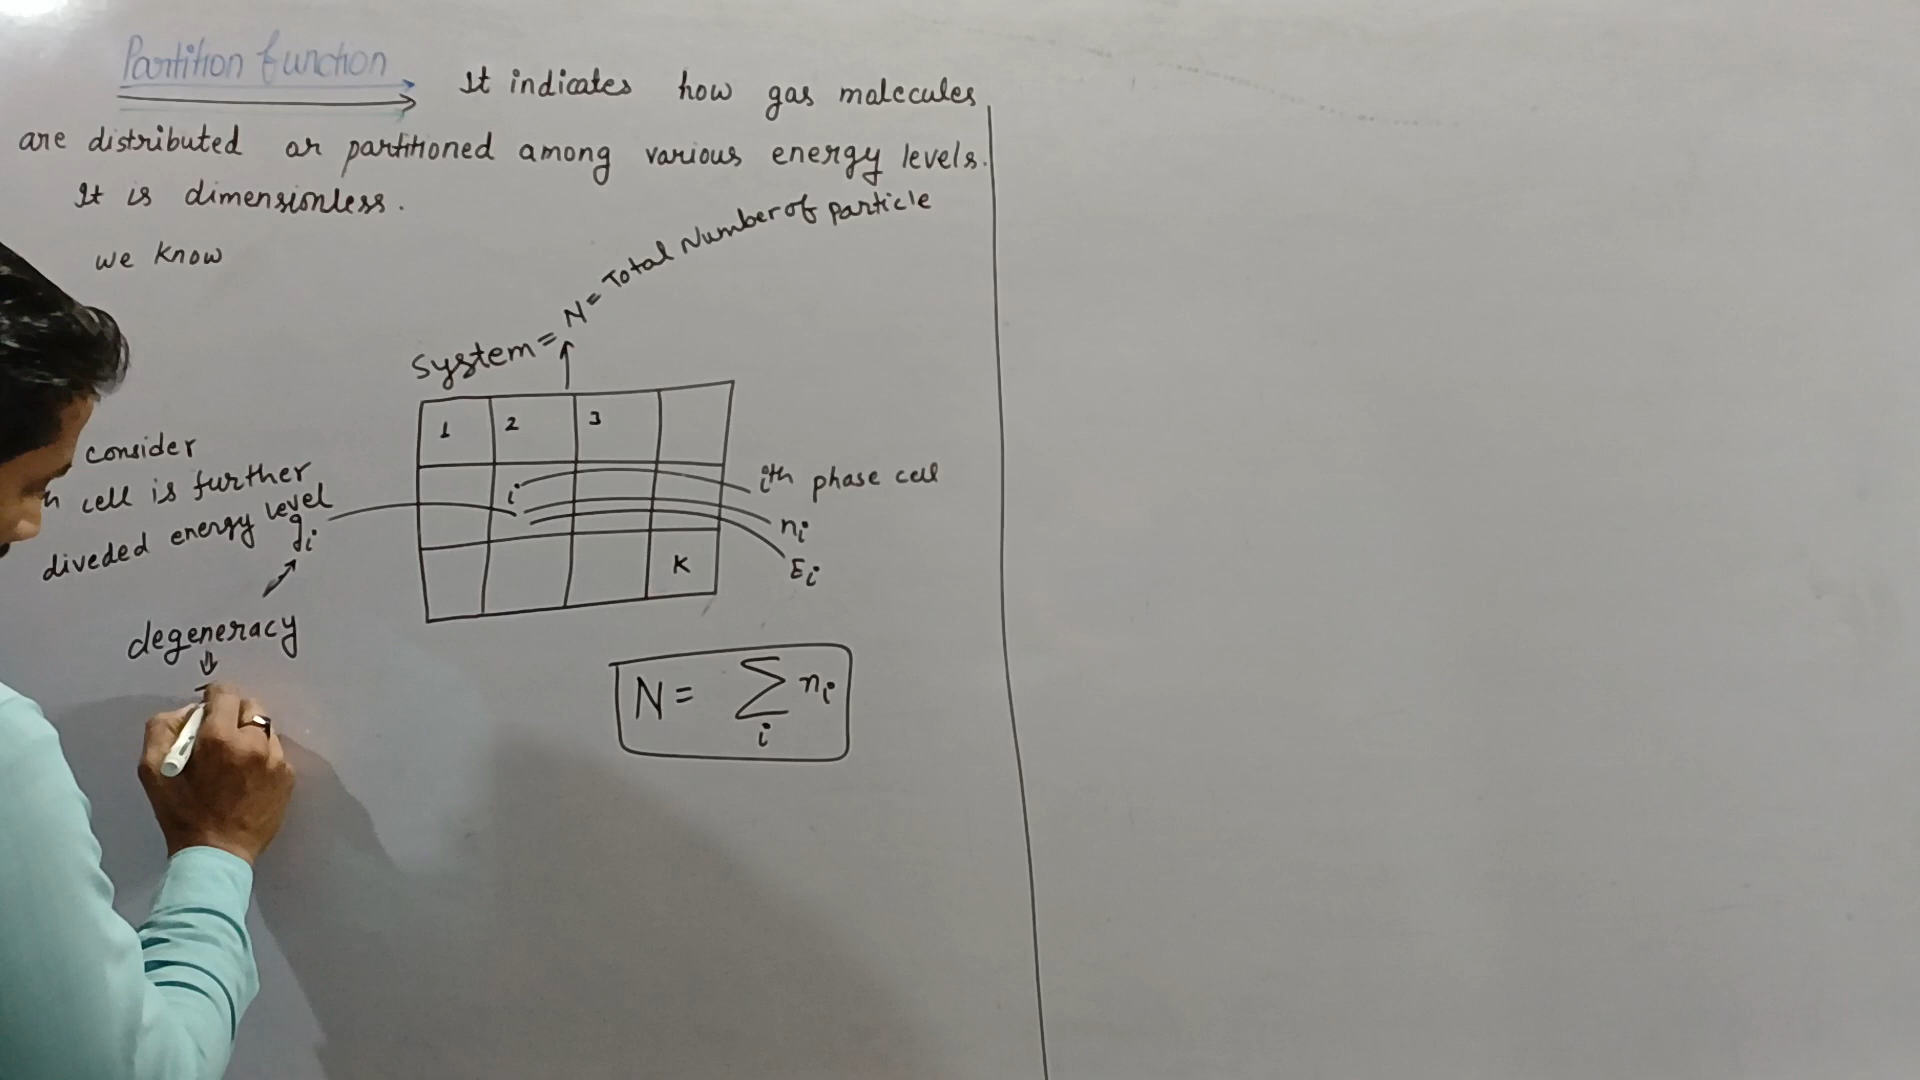 Partition function
It indicates how gas molecules
are distributed or partitioned among various energy levels.
It is dimensionless.
we know
System = N = Total Number of particle
1 2 3
consider
cell is further
diveded energy level
gi
i
ith phase cell
ni
Ei
K
degeneracy
N = Σ ni
i